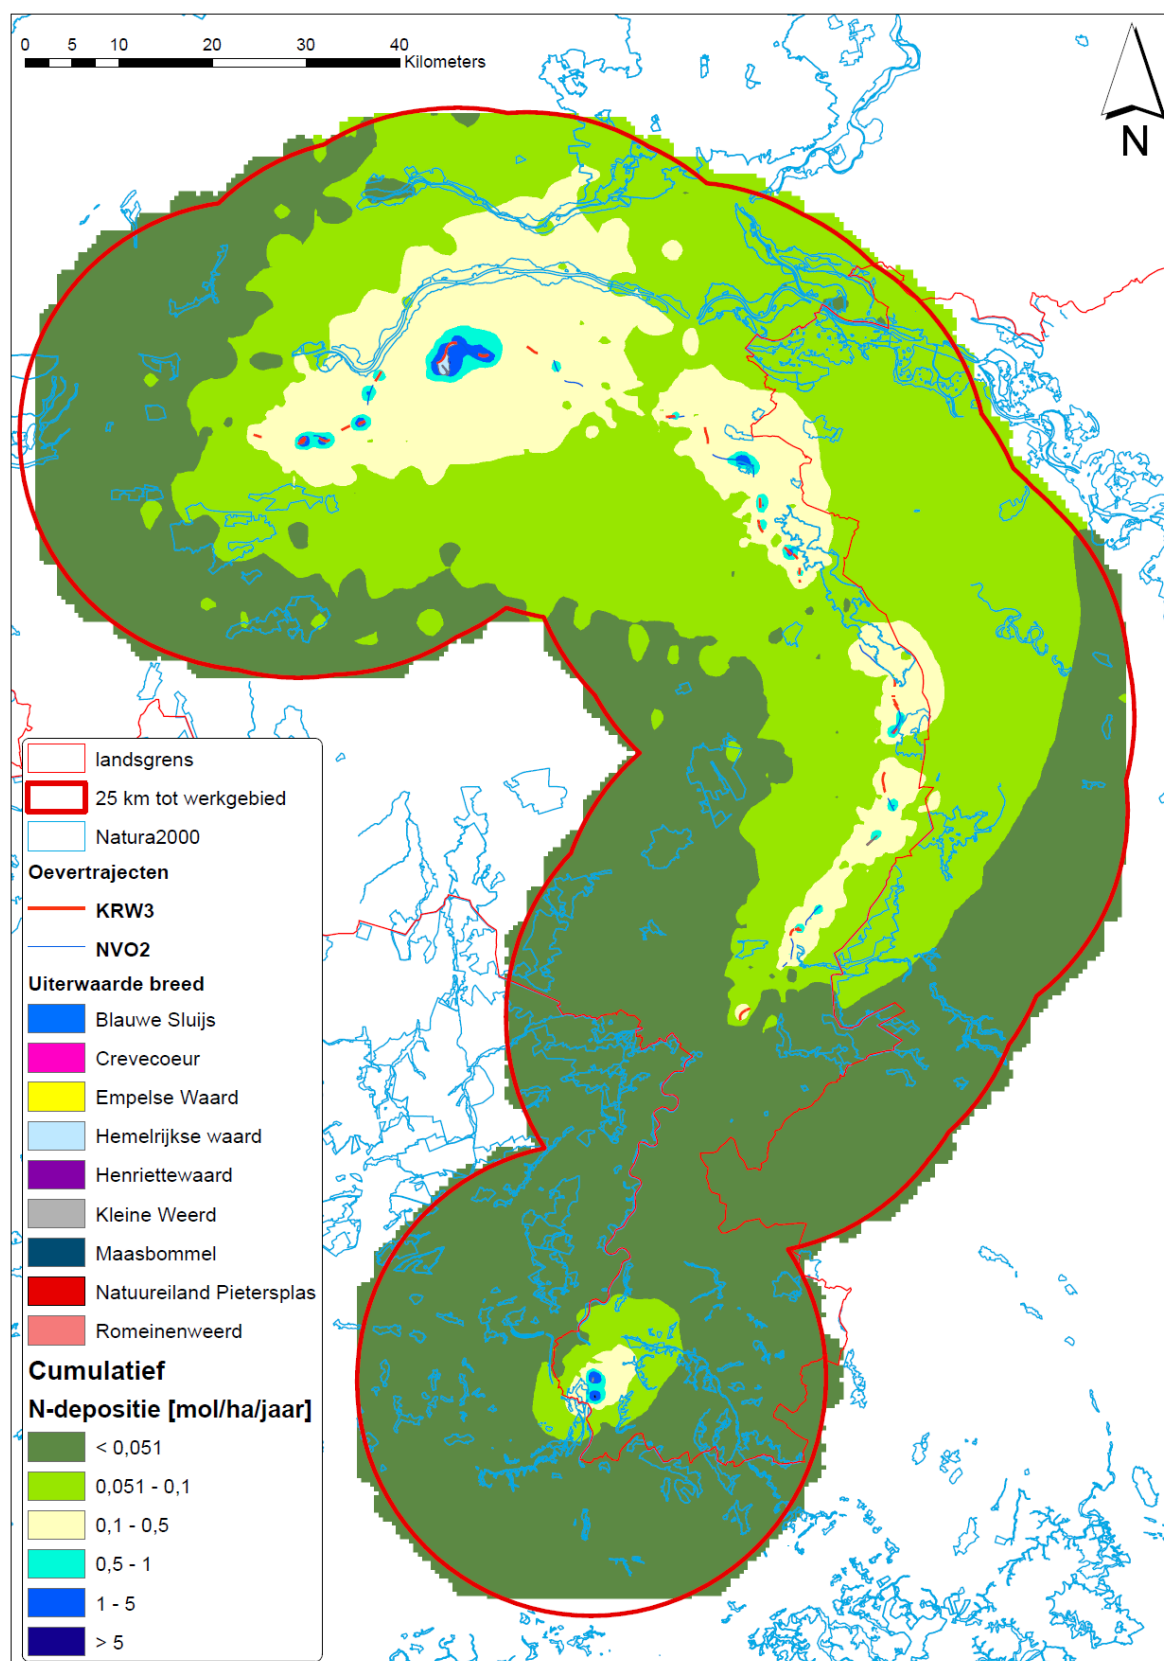 0 5 10 20 30 40
Kilometers
N
landsgrens
25 km tot werkgebied
Natura2000
Oevertrajecten
KRW3
NVO2
Uiterwaarde breed
Blauwe Sluijs
Crevecoeur
Empelse Waard
Hemelrijkse waard
Henriettewaard
Kleine Weerd
Maasbommel
Natuureiland Pietersplas
Romeinenweerd
Cumulatief
N-depositie [mol/ha/jaar]
< 0,051
0,051 - 0,1
0,1 - 0,5
0,5 - 1
1 - 5
> 5